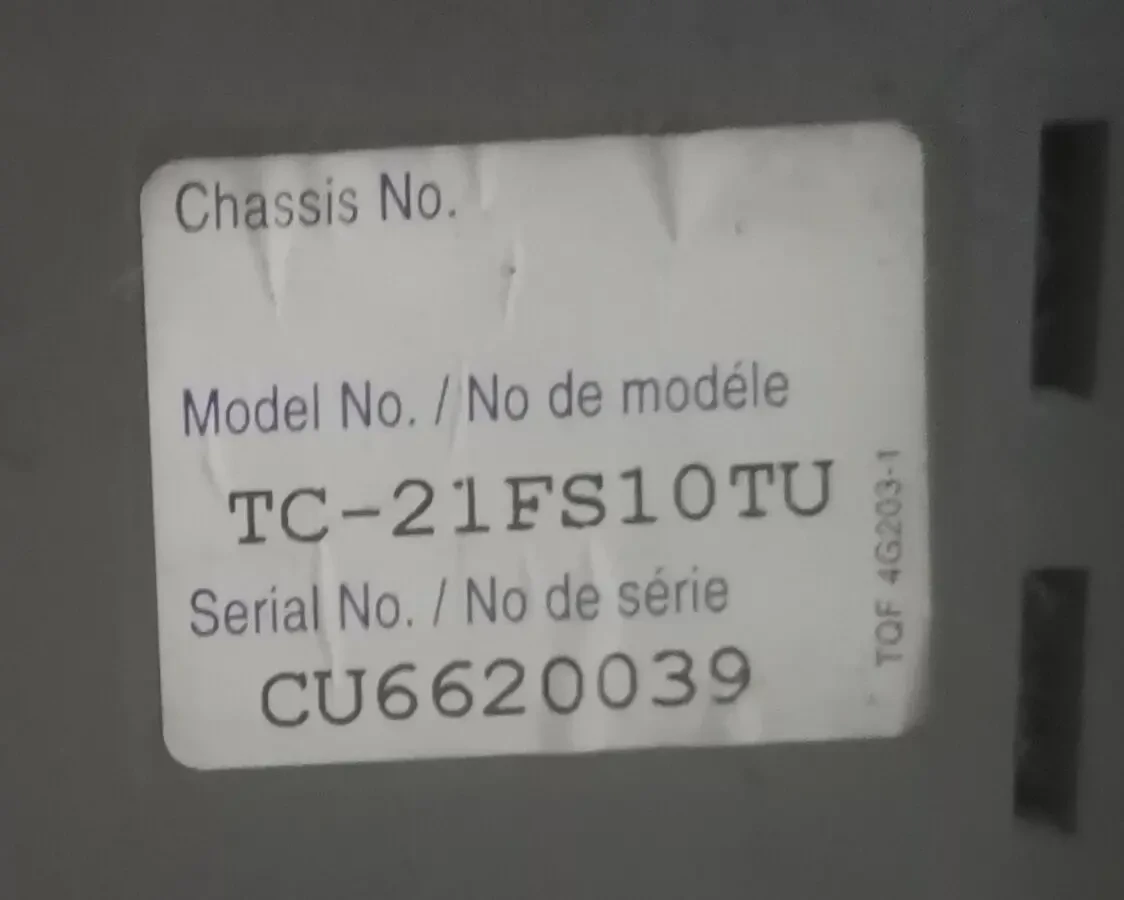 Chassis No.
Model No. / No de modéle
TC-21FS10TU
Serial No. / No de série
CU6620039
TQF 4G203-1